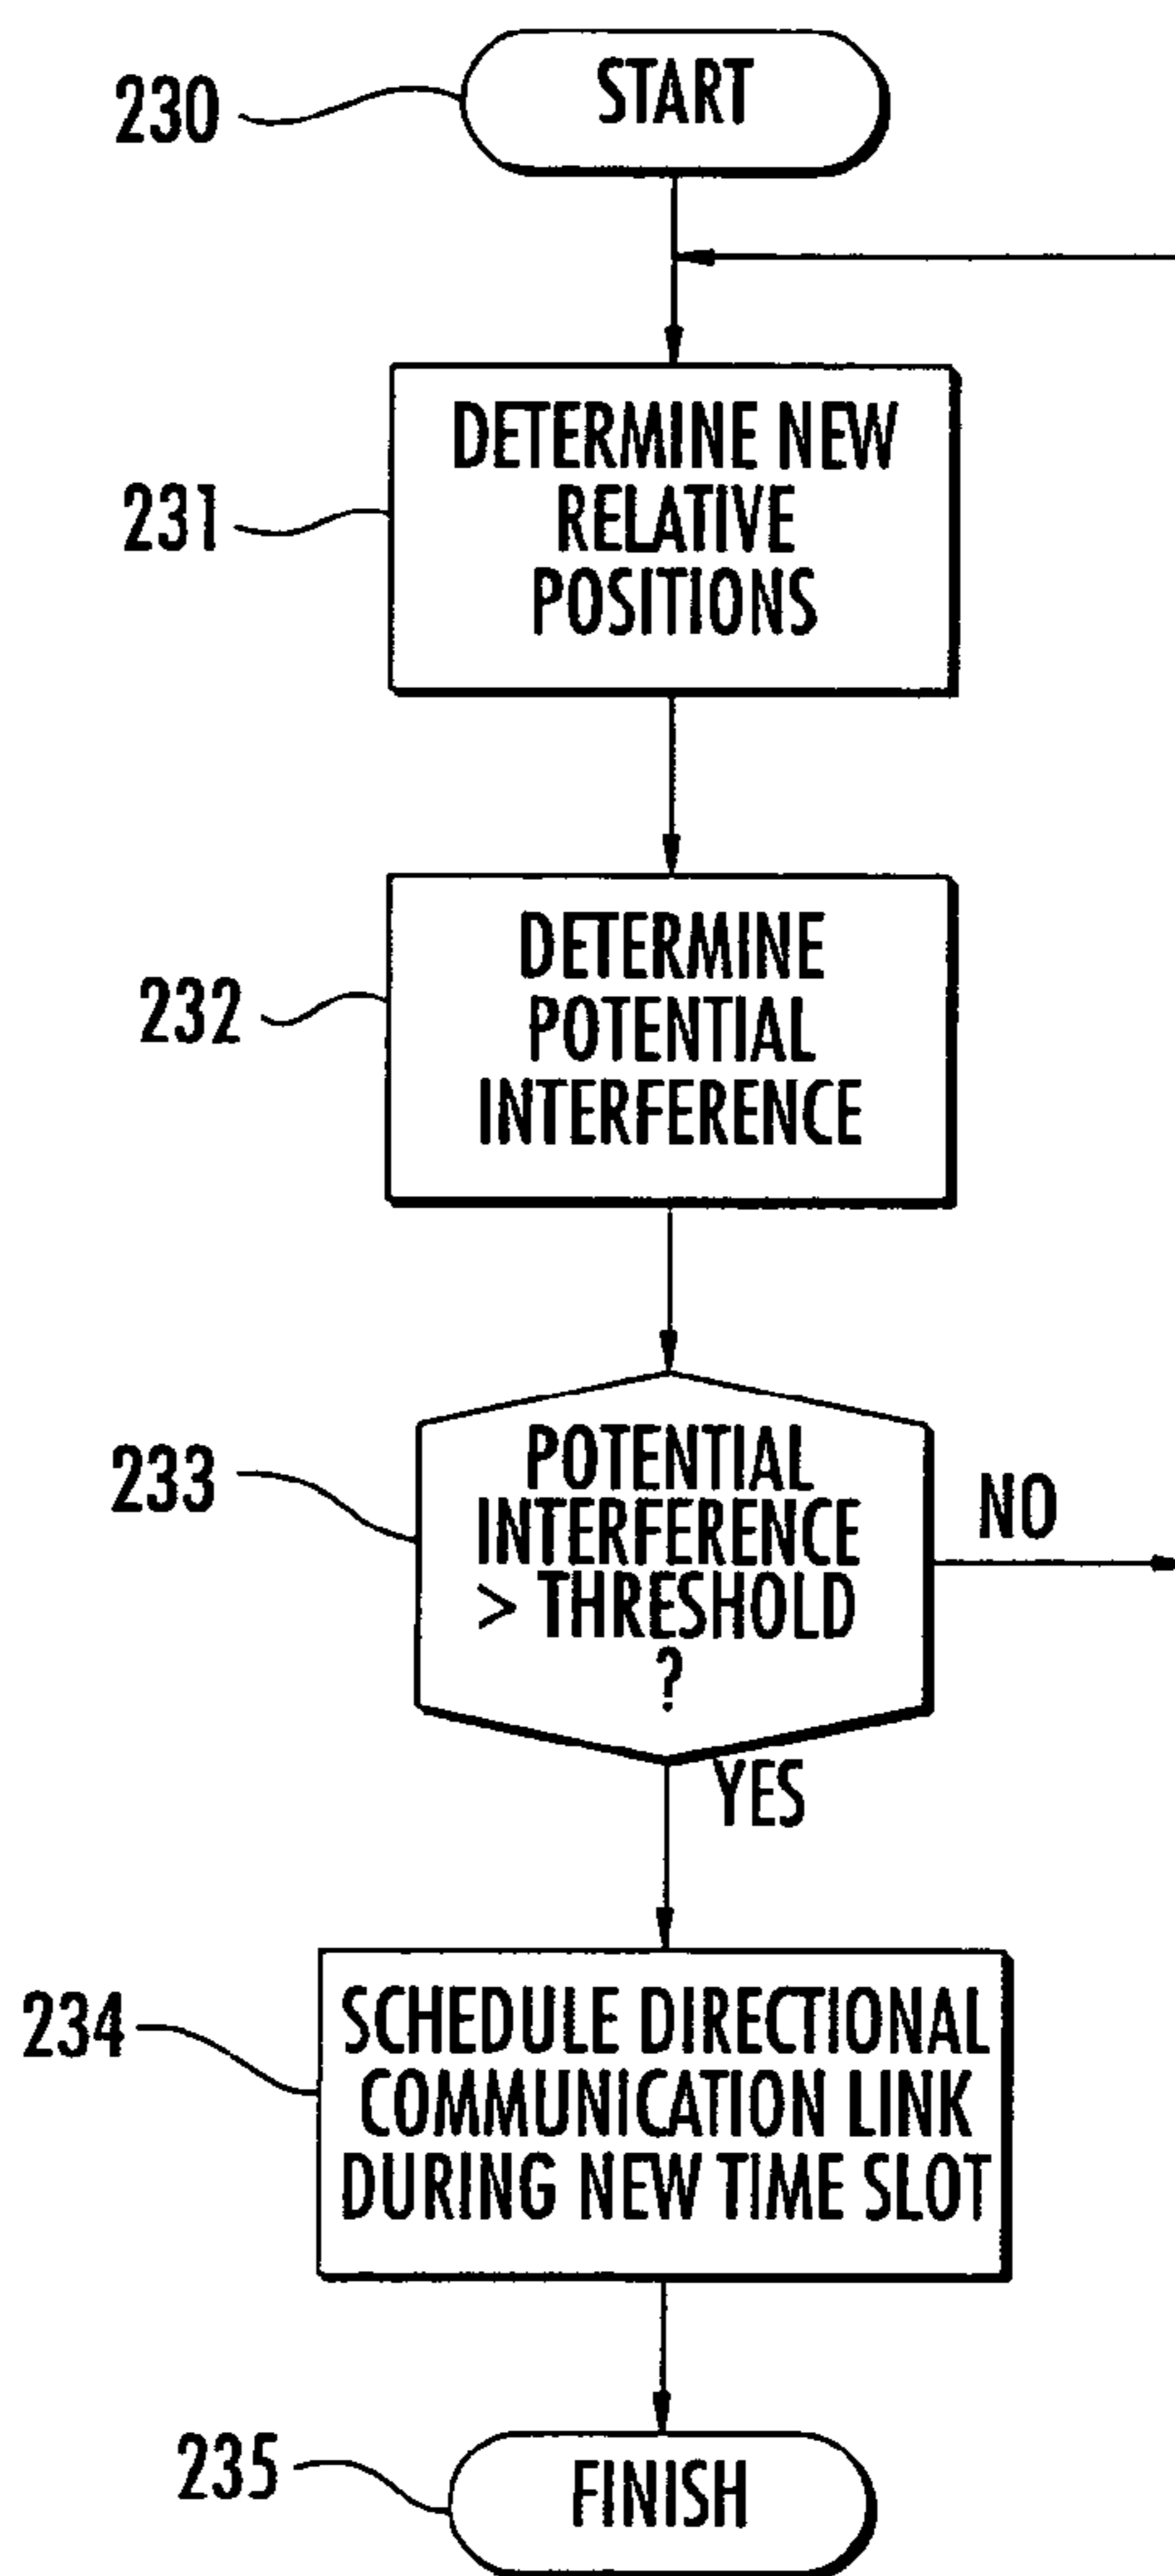 230
START
231
DETERMINE NEW
RELATIVE
POSITIONS
232
DETERMINE
POTENTIAL
INTERFERENCE
233
POTENTIAL
INTERFERENCE
> THRESHOLD
?
NO
YES
234
SCHEDULE DIRECTIONAL
COMMUNICATION LINK
DURING NEW TIME SLOT
235
FINISH